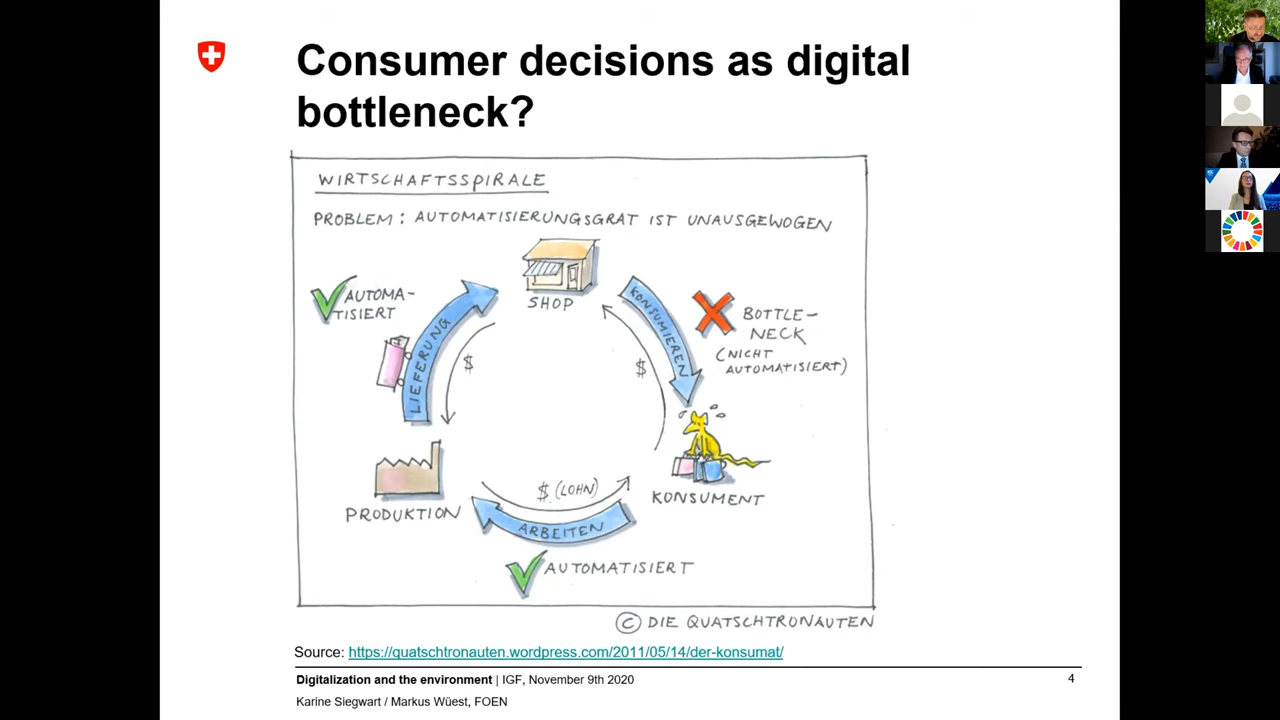 Consumer decisions as digital
bottleneck?
WIRTSCHAFTSSPIRALE
PROBLEM: AUTOMATISIERUNGSGRAT IST UNAUSGEWOGEN
AUTOMA-
TISIERT
SHOP
KONSUMIEREN
BOTTLE-
NECK
(NICHT
AUTOMATISIERT)
LIEFERUNG
$
$
PRODUKTION
$ (LOHN)
ARBEITEN
KONSUMENT
AUTOMATISIERT
© DIE QUATSCHTRONAUTEN
Source: https://quatschtronauten.wordpress.com/2011/05/14/der-konsumat/
Digitalization and the environment | IGF, November 9th 2020
4
Karine Siegwart / Markus Wüest, FOEN